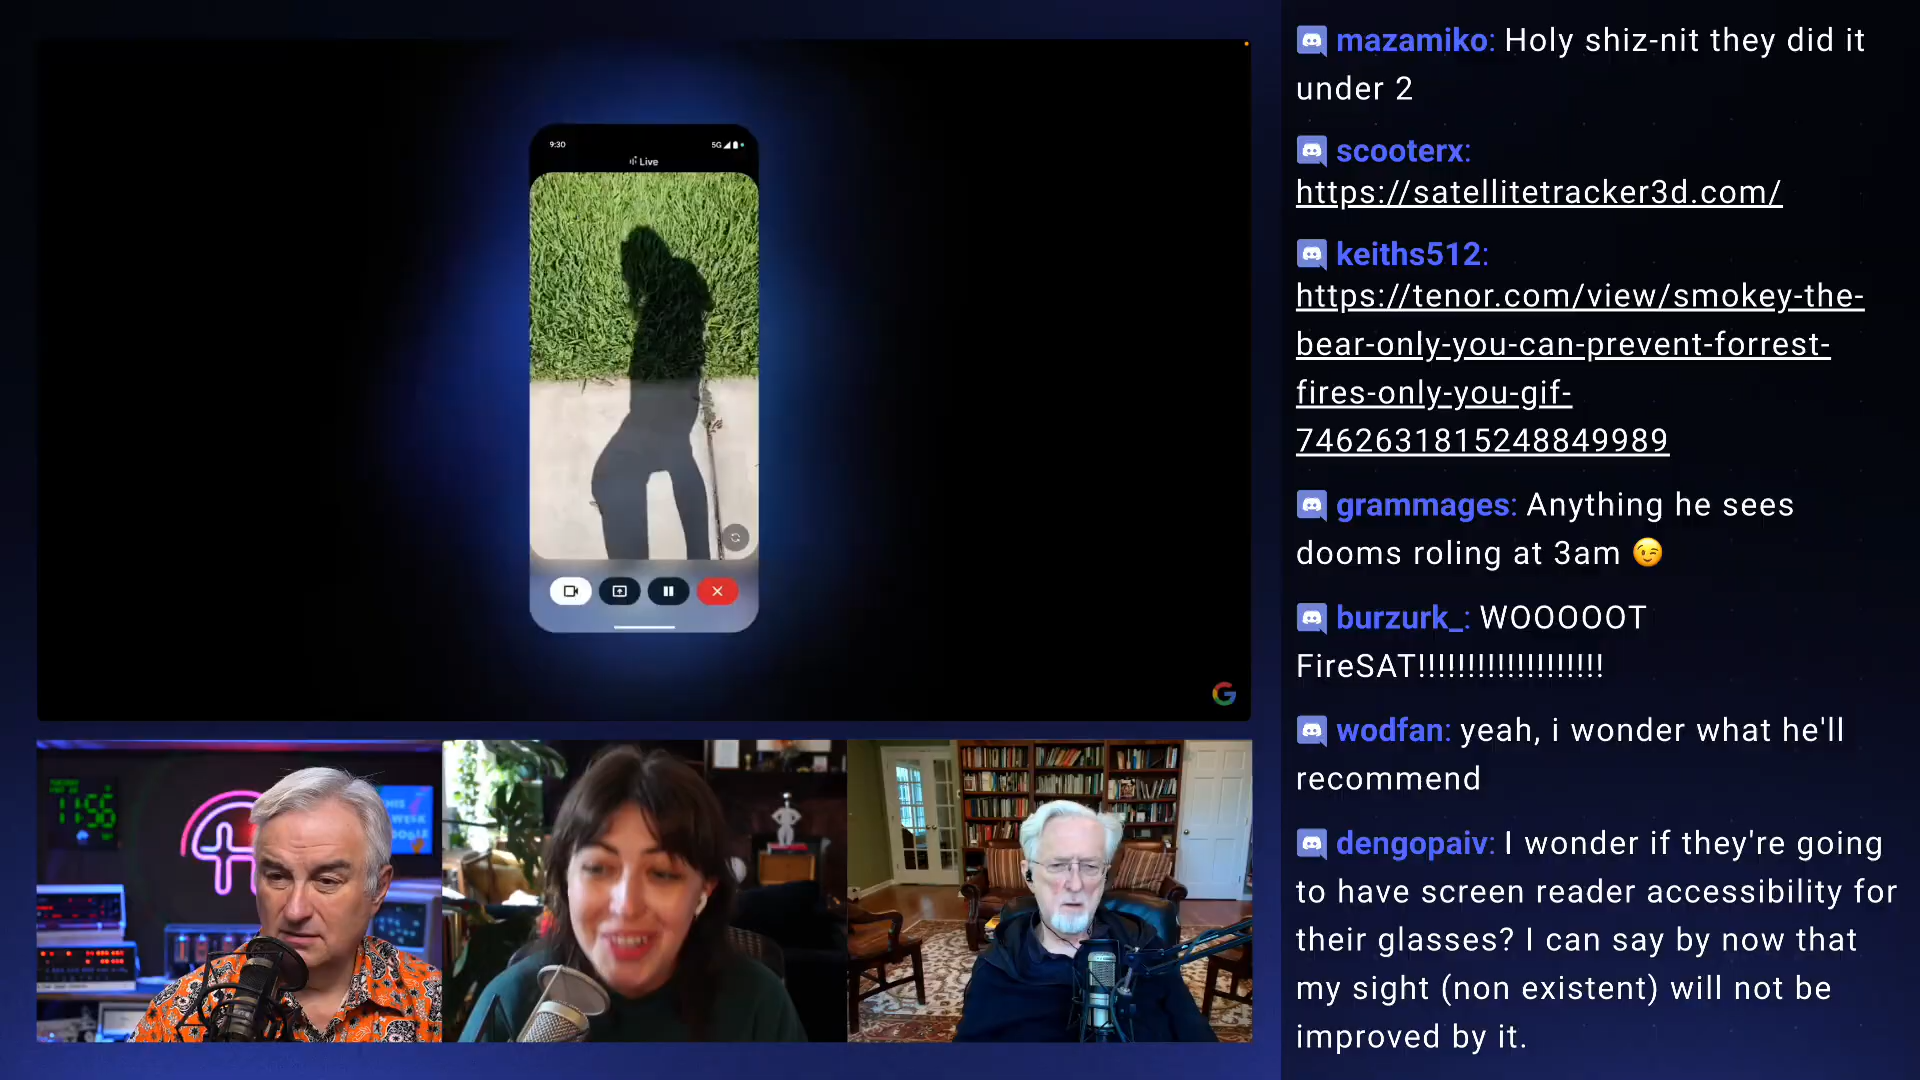 9:30
5G
Live
G
11:56
THIS
WEEK
mazamiko: Holy shiz-nit they did it
under 2
scooterx:
https://satellitetracker3d.com/
keiths512:
https://tenor.com/view/smokey-the-
bear-only-you-can-prevent-forrest-
fires-only-you-gif-
7462631815248849989
grammages: Anything he sees
dooms roling at 3am 😉
burzurk_: WOOOOOT
FireSAT!!!!!!!!!!!!!!!!!!!
wodfan: yeah, i wonder what he'll
recommend
dengopaiv: I wonder if they're going
to have screen reader accessibility for
their glasses? I can say by now that
my sight (non existent) will not be
improved by it.